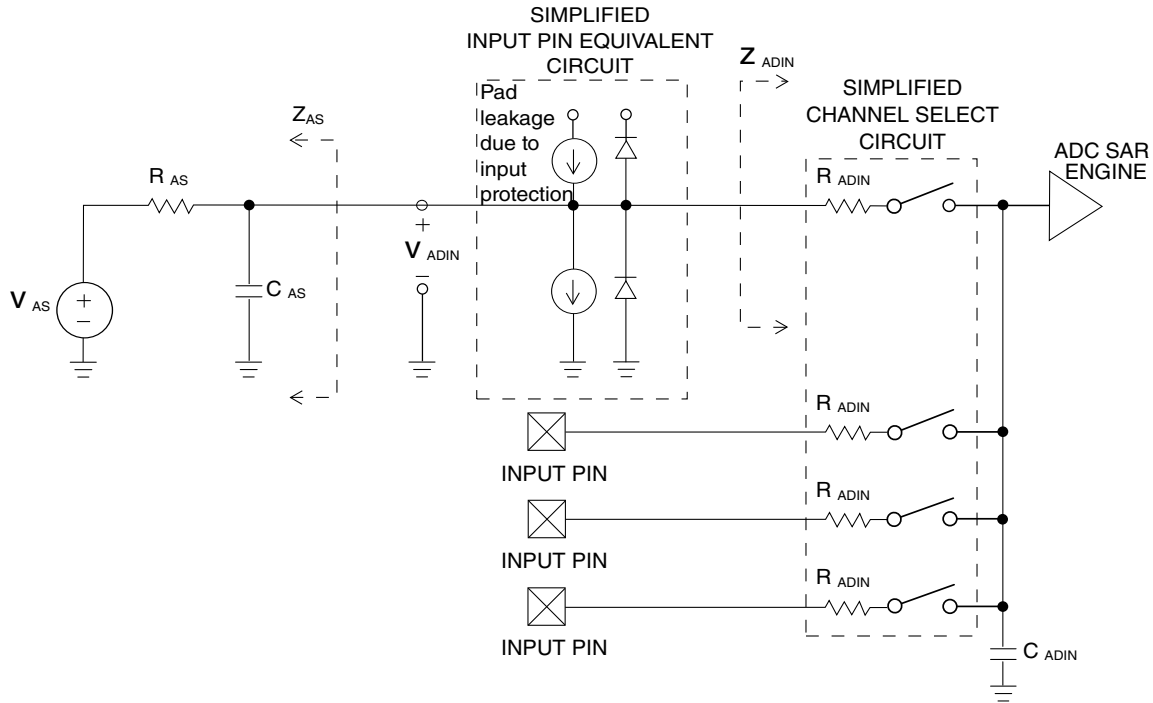 SIMPLIFIED
INPUT PIN EQUIVALENT
CIRCUIT
Pad
leakage
due to
input
protection
Z ADIN
SIMPLIFIED
CHANNEL SELECT
CIRCUIT
ADC SAR
ENGINE
ZAS
R AS
R ADIN
+
V ADIN
–
C AS
V AS
+
–
R ADIN
INPUT PIN
R ADIN
INPUT PIN
R ADIN
INPUT PIN
C ADIN